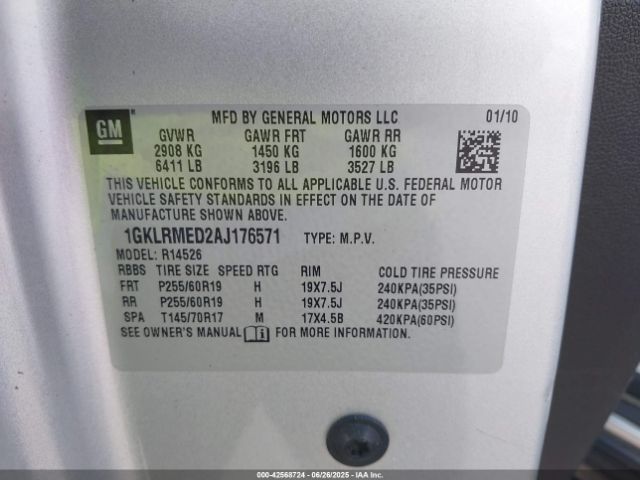 GM
MFD BY GENERAL MOTORS LLC 01/10
GVWR GAWR FRT GAWR RR
2908 KG 1450 KG 1600 KG
6411 LB 3196 LB 3527 LB
THIS VEHICLE CONFORMS TO ALL APPLICABLE U.S. FEDERAL MOTOR
VEHICLE SAFETY STANDARDS IN EFFECT ON THE DATE OF
MANUFACTURE SHOWN ABOVE.
1GKLRMED2AJ176571 TYPE: M.P.V.
MODEL: R14526
RBBS TIRE SIZE SPEED RTG RIM COLD TIRE PRESSURE
FRT P255/60R19 H 19X7.5J 240KPA(35PSI)
RR P255/60R19 H 19X7.5J 240KPA(35PSI)
SPA T145/70R17 M 17X4.5B 420KPA(60PSI)
SEE OWNER'S MANUAL FOR MORE INFORMATION.
000-42568724 06/26/2025 IAA Inc.